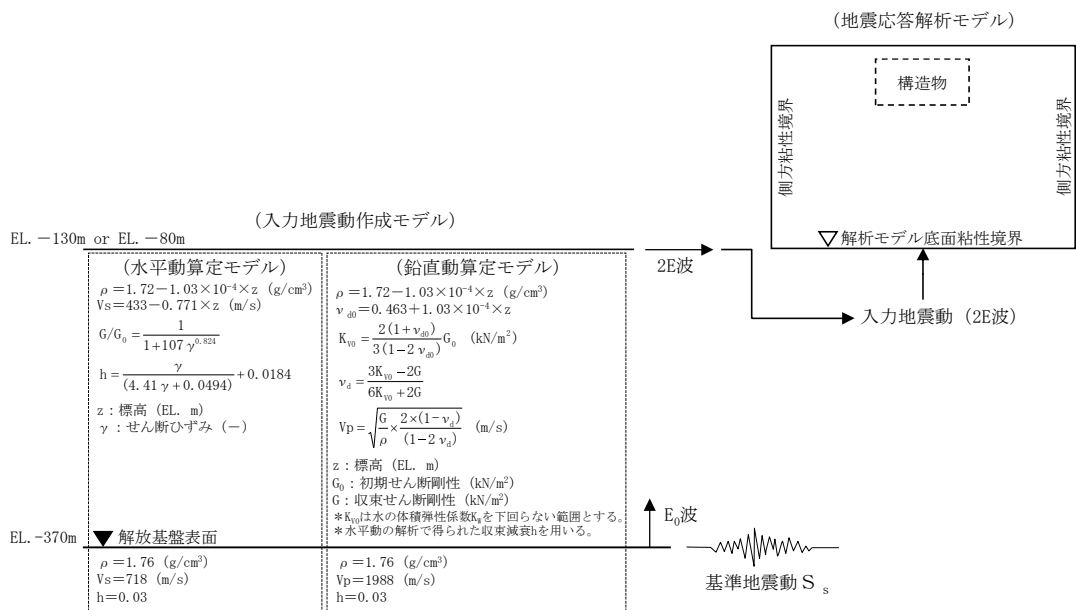 (地震応答解析モデル)
構造物
側方粘性境界
側方粘性境界
▽解析モデル底面粘性境界
(入力地震動作成モデル)
EL.-130m or EL.-80m
2E波
入力地震動(2E波)
(水平動算定モデル)
ρ=1.72-1.03×10⁻⁴×z (g/cm³)
Vs=433-0.771×z (m/s)
G/G₀=1/(1+107γ^0.824)
h=γ/(4.41γ+0.0494)+0.0184
z:標高(EL. m)
γ:せん断ひずみ(-)
(鉛直動算定モデル)
ρ=1.72-1.03×10⁻⁴×z (g/cm³)
ν_d0=0.463+1.03×10⁻⁴×z
K_V0=2(1+ν_d0)/3(1-2ν_d0) G₀ (kN/m²)
ν_d=(3K_V0-2G)/(6K_V0+2G)
Vp=√(G/ρ×2×(1-ν_d)/(1-2ν_d)) (m/s)
z:標高(EL. m)
G₀:初期せん断剛性(kN/m²)
G:収束せん断剛性(kN/m²)
*K_V0は水の体積弾性係数K_Wを下回らない範囲とする。
*水平動の解析で得られた収束減衰hを用いる。
E₀波
EL.-370m
▼解放基盤表面
基準地震動Ss
ρ=1.76 (g/cm³)
Vs=718 (m/s)
h=0.03
ρ=1.76 (g/cm³)
Vp=1988 (m/s)
h=0.03